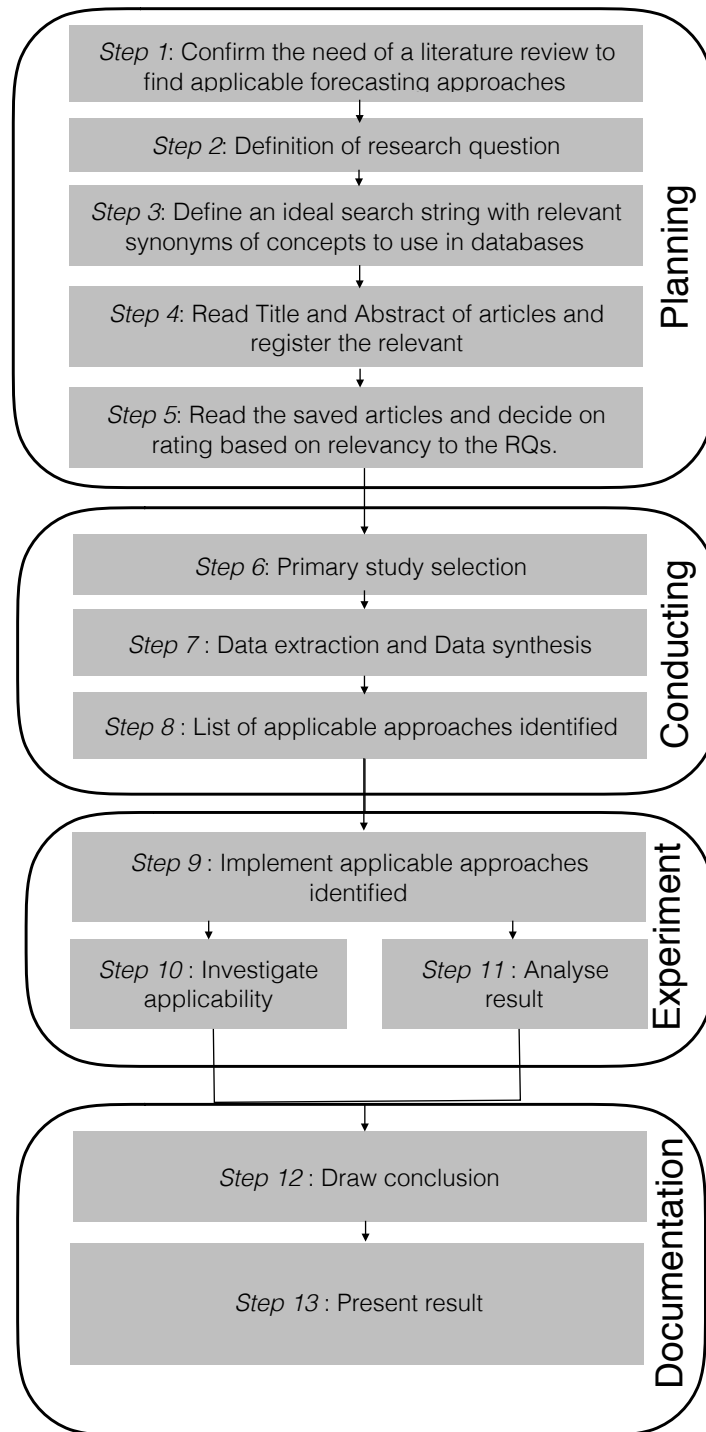 Step 1: Confirm the need of a literature review to
find applicable forecasting approaches
Step 2: Definition of research question
Step 3: Define an ideal search string with relevant
synonyms of concepts to use in databases
Step 4: Read Title and Abstract of articles and
register the relevant
Step 5: Read the saved articles and decide on
rating based on relevancy to the RQs.
Planning
Step 6: Primary study selection
Step 7 : Data extraction and Data synthesis
Step 8 : List of applicable approaches identified
Conducting
Step 9 : Implement applicable approaches
identified
Step 10 : Investigate
applicability
Step 11 : Analyse
result
Experiment
Step 12 : Draw conclusion
Step 13 : Present result
Documentation